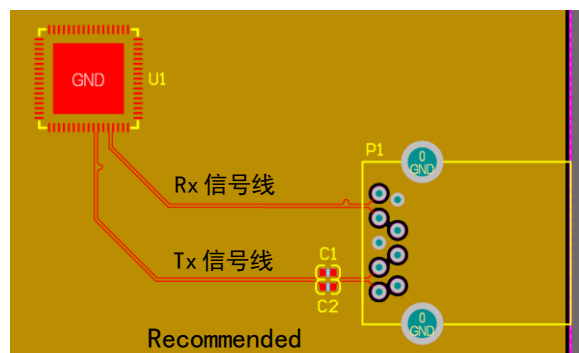 GND
U1
P1
0
GND
Rx 信号线
Tx 信号线
C1
C2
0
GND
Recommended